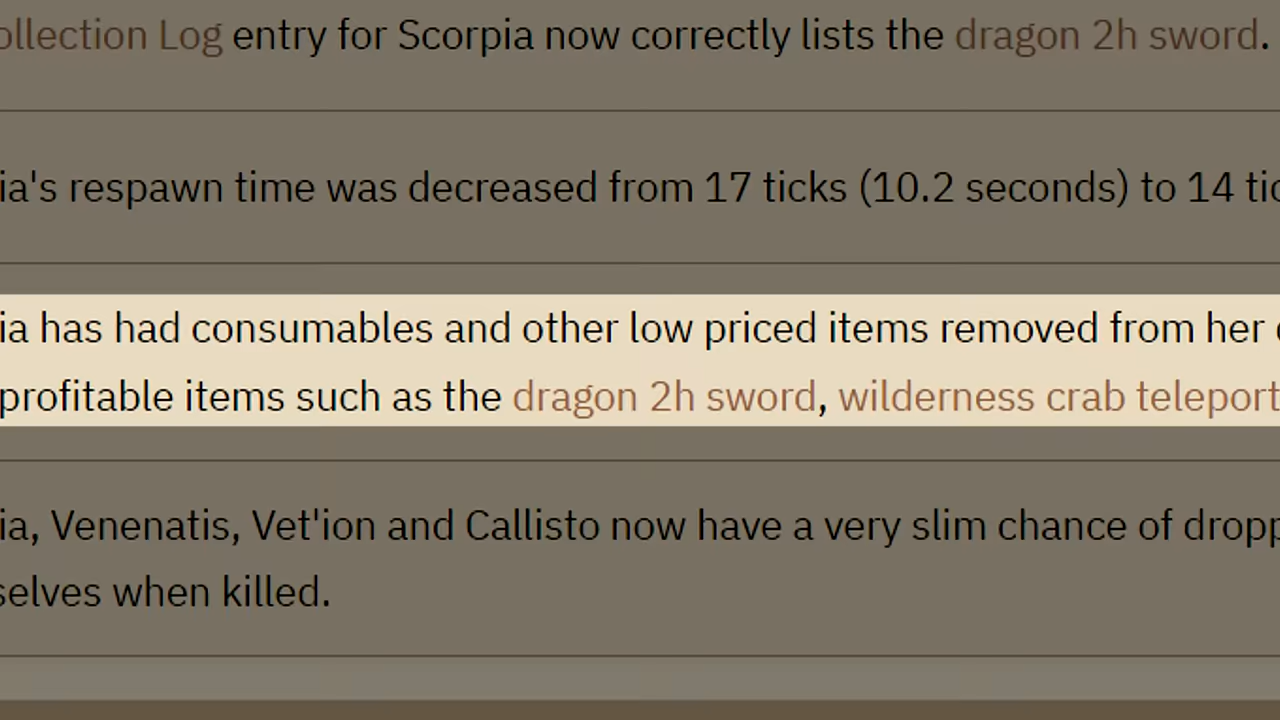 ollection Log entry for Scorpia now correctly lists the dragon 2h sword.
ia's respawn time was decreased from 17 ticks (10.2 seconds) to 14 tic
ia has had consumables and other low priced items removed from her
profitable items such as the dragon 2h sword, wilderness crab teleport
ia, Venenatis, Vet'ion and Callisto now have a very slim chance of dropp
selves when killed.